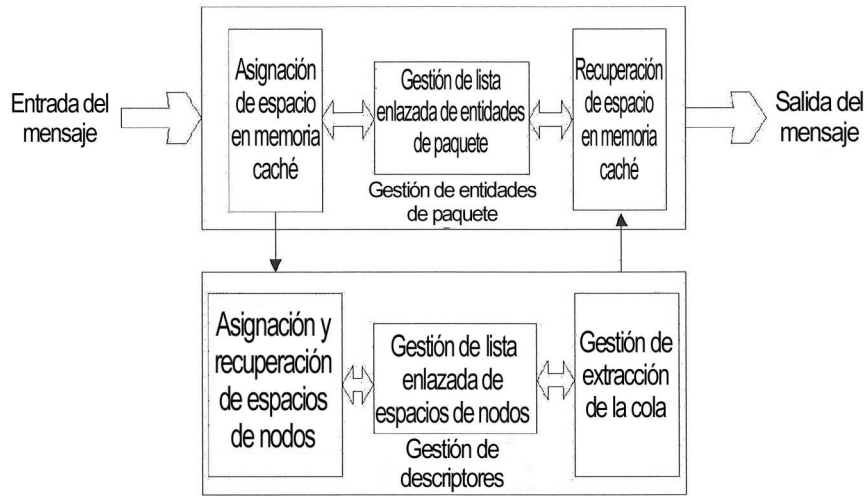 Entrada del
mensaje
Asignación
de espacio
en memoria
caché
Gestión de lista
enlazada de entidades
de paquete
Gestión de entidades
de paquete
Recuperación
de espacio
en memoria
caché
Salida del
mensaje
Asignación y
recuperación
de espacios
de nodos
Gestión de lista
enlazada de
espacios de nodos
Gestión de
descriptores
Gestión de
extracción
de la cola